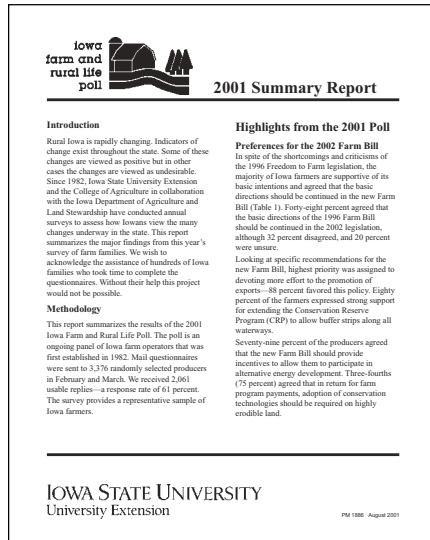 iowa
farm and
rural life
poll
2001 Summary Report
Introduction
Rural Iowa is rapidly changing. Indicators of
change exist throughout the state. Some of these
changes are viewed as positive but in other
cases the changes are viewed as undesirable.
Since 1982, Iowa State University Extension
and the College of Agriculture in collaboration
with the Iowa Department of Agriculture and
Land Stewardship have conducted annual
surveys to assess how Iowans view the many
changes underway in the state. This report
summarizes the major findings from this year's
survey of farm families. We wish to
acknowledge the assistance of hundreds of Iowa
families who took time to complete the
questionnaires. Without their help this project
would not be possible.
Methodology
This report summarizes the results of the 2001
Iowa Farm and Rural Life Poll. The poll is an
ongoing panel of Iowa farm operators that was
first established in 1982. Mail questionnaires
were sent to 3,376 randomly selected producers
in February and March. We received 2,061
usable replies—a response rate of 61 percent.
The survey provides a representative sample of
Iowa farmers.
Highlights from the 2001 Poll
Preferences for the 2002 Farm Bill
In spite of the shortcomings and criticisms of
the 1996 Freedom to Farm legislation, the
majority of Iowa farmers are supportive of its
basic intentions and agreed that the basic
directions should be continued in the new Farm
Bill (Table 1). Forty-eight percent agreed that
the basic directions of the 1996 Farm Bill
should be continued in the 2002 legislation,
although 32 percent disagreed, and 20 percent
were unsure.
Looking at specific recommendations for the
new Farm Bill, highest priority was assigned to
devoting more effort to the promotion of
exports—88 percent favored this policy. Eighty
percent of the farmers expressed strong support
for extending the Conservation Reserve
Program (CRP) to allow buffer strips along all
waterways.
Seventy-nine percent of the producers agreed
that the new Farm Bill should provide
incentives to allow them to participate in
alternative energy development. Three-fourths
(75 percent) agreed that in return for farm
program payments, adoption of conservation
technologies should be required on highly
erodible land.
IOWA STATE UNIVERSITY
University Extension
PM 1886 August 2001